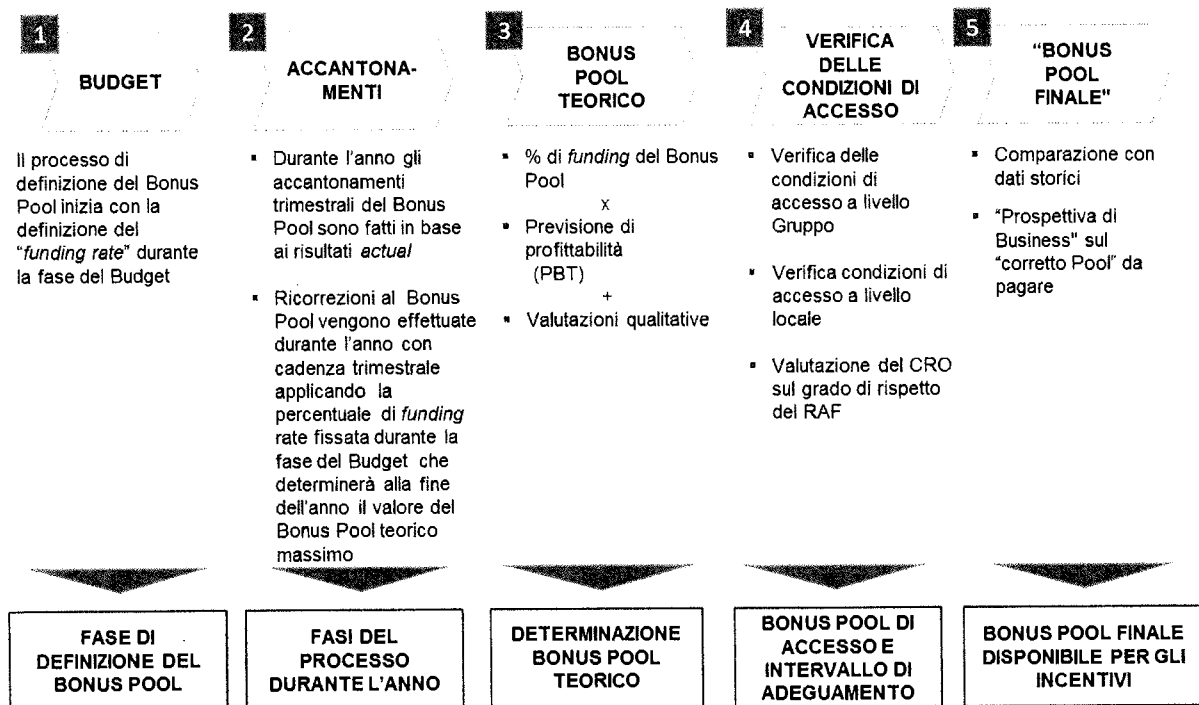 1
BUDGET
Il processo di
definizione del Bonus
Pool inizia con la
definizione del
“funding rate” durante
la fase del Budget
FASE DI
DEFINIZIONE DEL
BONUS POOL
2
ACCANTONA-
MENTI
▪ Durante l’anno gli
accantonamenti
trimestrali del Bonus
Pool sono fatti in base
ai risultati actual
▪ Ricorrezioni al Bonus
Pool vengono effettuate
durante l’anno con
cadenza trimestrale
applicando la
percentuale di funding
rate fissata durante la
fase del Budget che
determinerà alla fine
dell’anno il valore del
Bonus Pool teorico
massimo
FASI DEL
PROCESSO
DURANTE L’ANNO
3
BONUS
POOL
TEORICO
▪ % di funding del Bonus
Pool
x
▪ Previsione di
profittabilità
(PBT)
+
▪ Valutazioni qualitative
DETERMINAZIONE
BONUS POOL
TEORICO
4
VERIFICA
DELLE
CONDIZIONI DI
ACCESSO
▪ Verifica delle
condizioni di
accesso a livello
Gruppo
▪ Verifica condizioni di
accesso a livello
locale
▪ Valutazione del CRO
sul grado di rispetto
del RAF
BONUS POOL DI
ACCESSO E
INTERVALLO DI
ADEGUAMENTO
5
“BONUS
POOL
FINALE"
▪ Comparazione con
dati storici
▪ “Prospettiva di
Business" sul
“corretto Pool” da
pagare
BONUS POOL FINALE
DISPONIBILE PER GLI
INCENTIVI